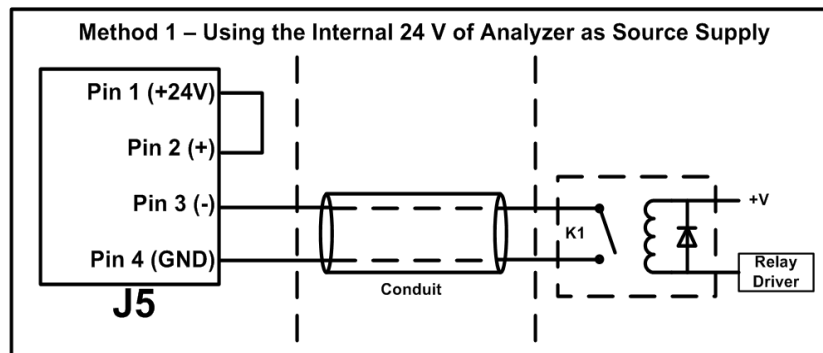 Method 1 – Using the Internal 24 V of Analyzer as Source Supply
Pin 1 (+24V)
Pin 2 (+)
Pin 3 (-)
Pin 4 (GND)
J5
Conduit
K1
+V
Relay
Driver